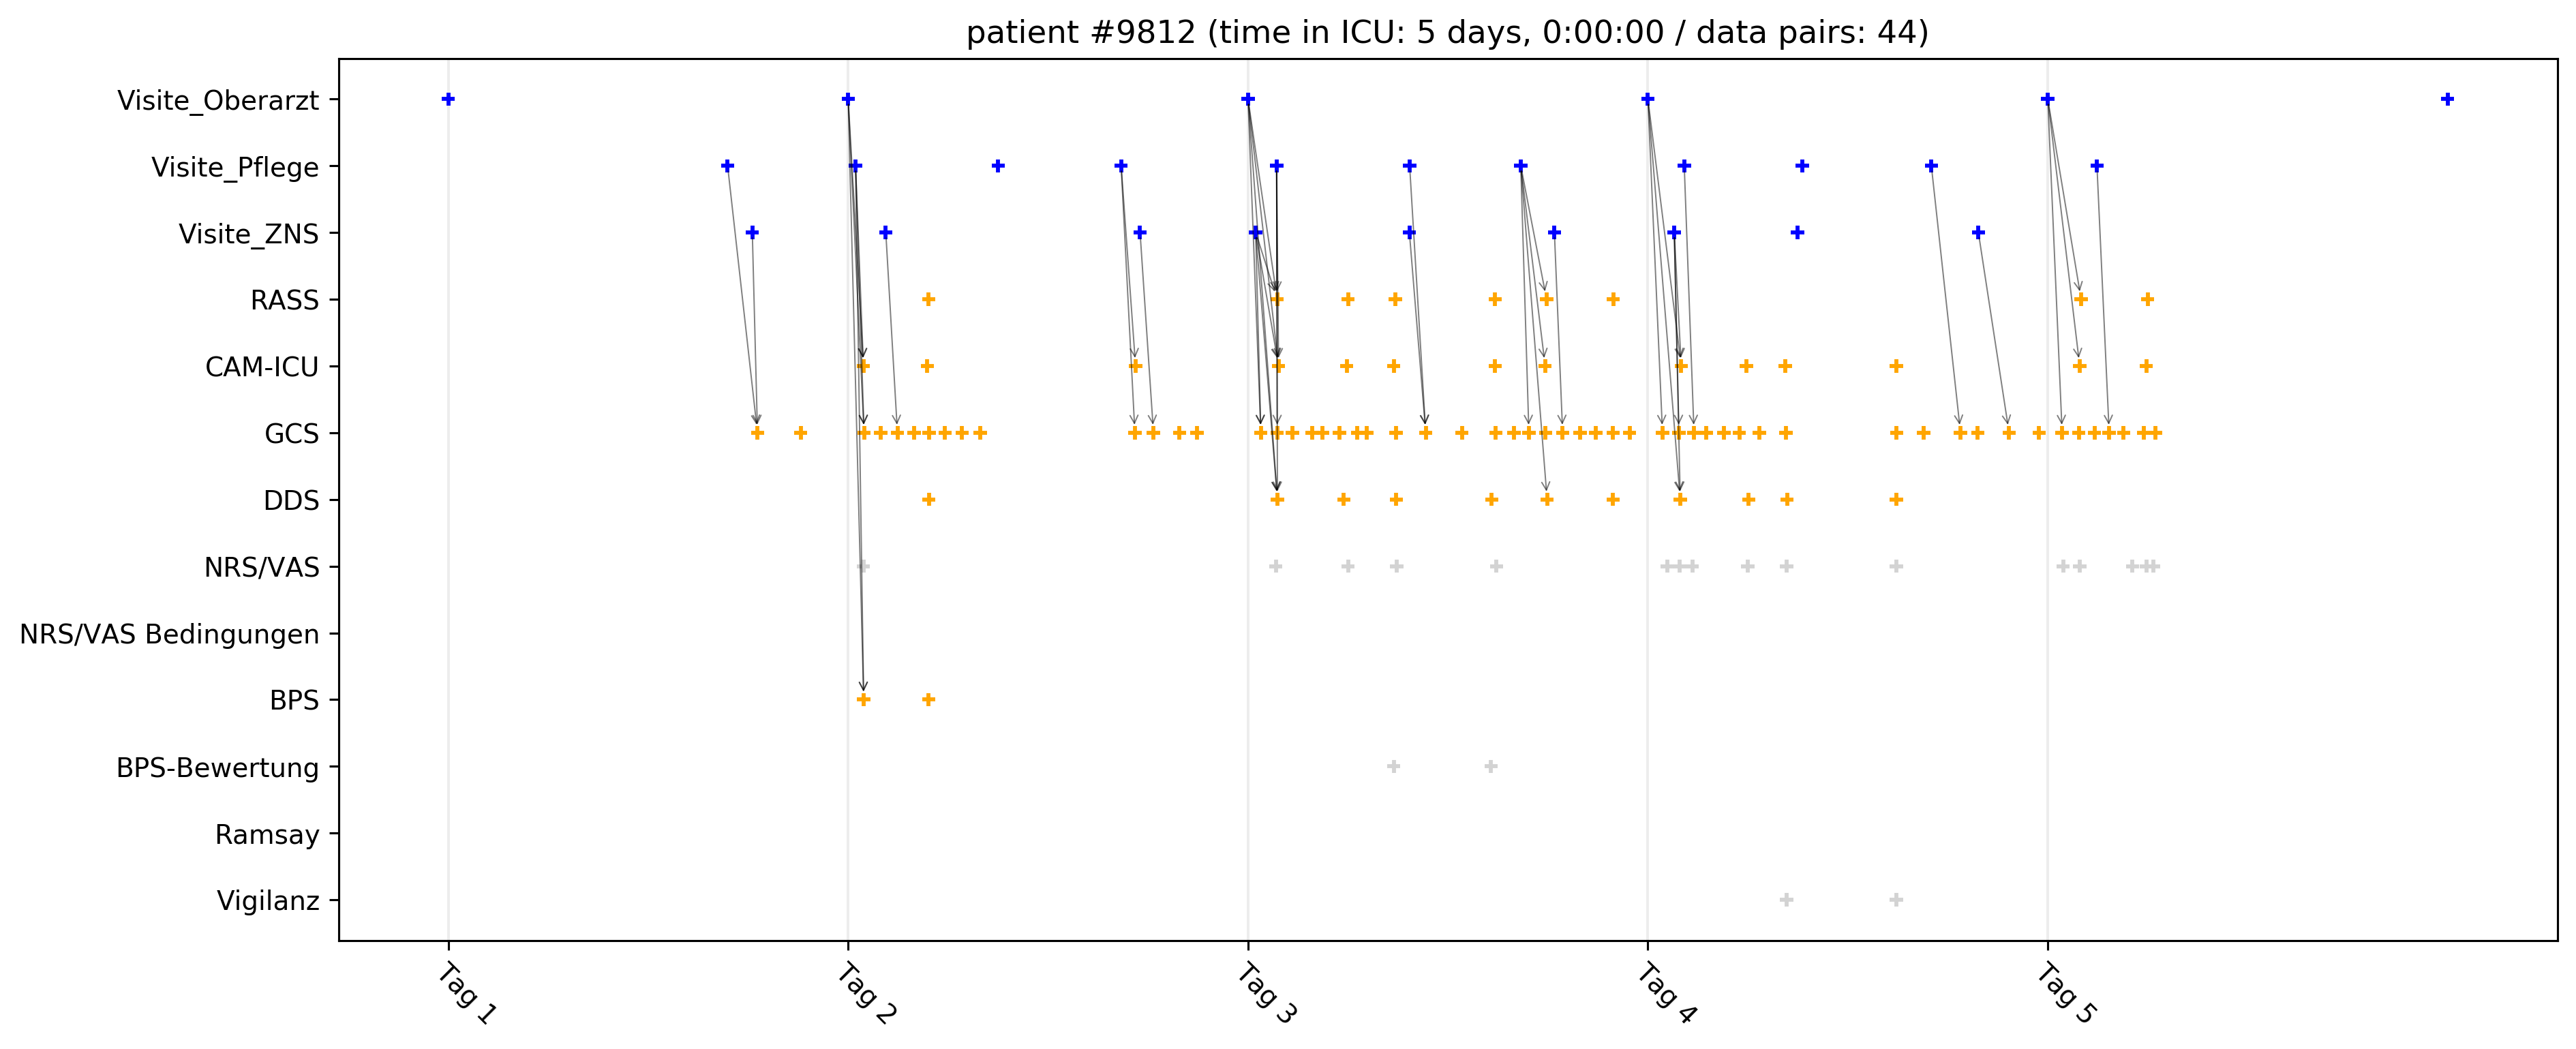 patient #9812 (time in ICU: 5 days, 0:00:00 / data pairs: 44)
Visite_Oberarzt
Visite_Pflege
Visite_ZNS
RASS
CAM-ICU
GCS
DDS
NRS/VAS
NRS/VAS Bedingungen
BPS
BPS-Bewertung
Ramsay
Vigilanz
Tag 1
Tag 2
Tag 3
Tag 4
Tag 5